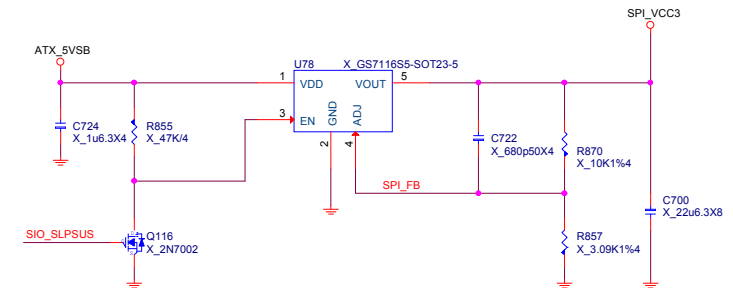 SPI_VCC3
ATX_5VSB
U78
X_GS7116S5-SOT23-5
1
VDD
VOUT
5
3
EN
GND
ADJ
2
4
C724
X_1u6.3X4
R855
X_47K/4
C722
X_680p50X4
R870
X_10K1%4
SPI_FB
C700
X_22u6.3X8
SIO_SLPSUS
Q116
X_2N7002
R857
X_3.09K1%4